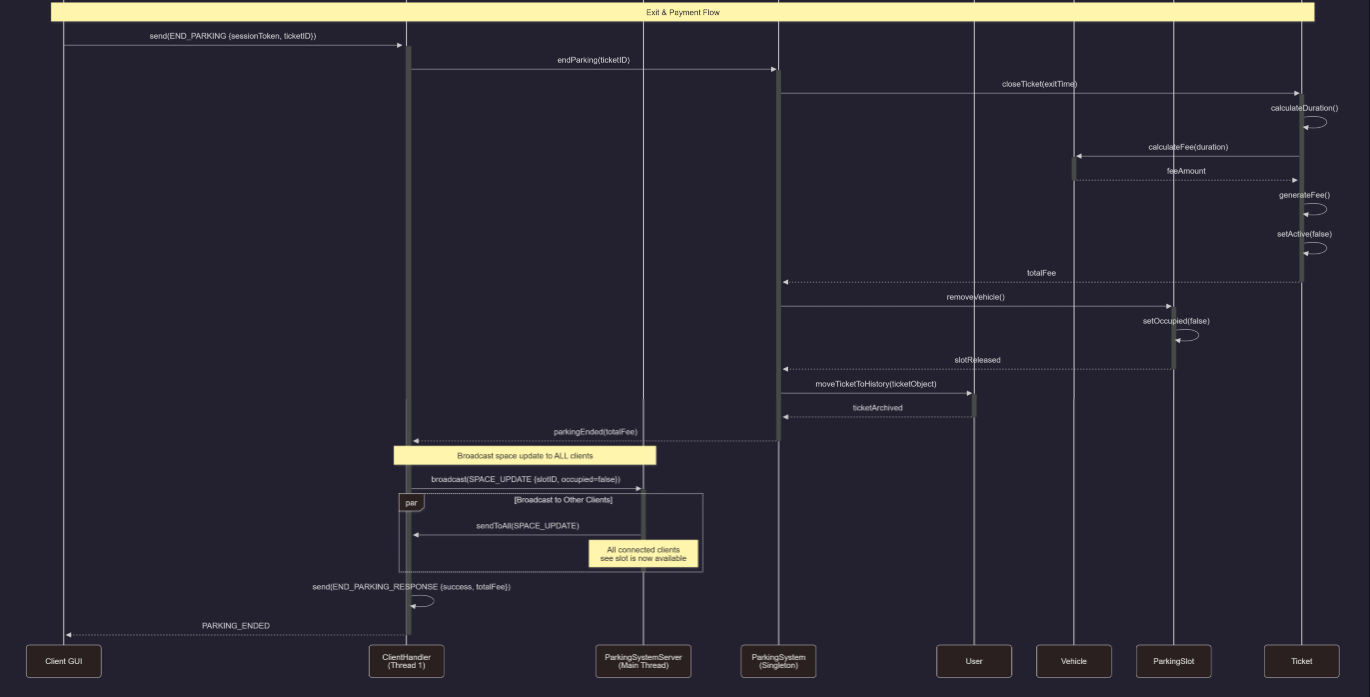 Exit & Payment Flow
send(END_PARKING {sessionToken, ticketID})
endParking(ticketID)
closeTicket(exitTime)
calculateDuration()
calculateFee(duration)
feeAmount
generateFee()
setActive(false)
totalFee
removeVehicle()
setOccupied(false)
slotReleased
moveTicketToHistory(ticketObject)
ticketArchived
parkingEnded(totalFee)
Broadcast space update to ALL clients
broadcast(SPACE_UPDATE {slotID, occupied=false})
par
[Broadcast to Other Clients]
sendToAll(SPACE_UPDATE)
All connected clients
see slot is now available
send(END_PARKING_RESPONSE {success, totalFee})
PARKING_ENDED
Client GUI
ClientHandler
(Thread 1)
ParkingSystemServer
(Main Thread)
ParkingSystem
(Singleton)
User
Vehicle
ParkingSlot
Ticket